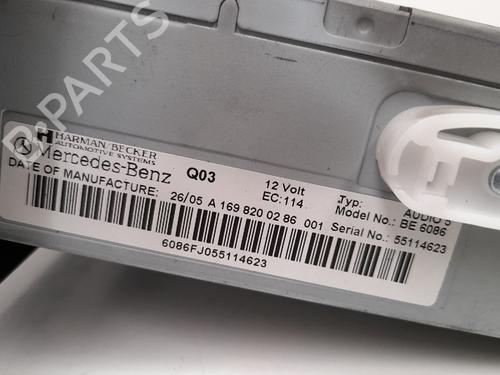 B-PARTS
HARMAN/BECKER
AUTOMOTIVE SYSTEMS
Mercedes-Benz Q03 12 Volt Typ: AUDIO 5
EC:114 Model No.: BE 6086
DATE OF MANUFACTURE: 26/05 A 169 820 02 86 001 Serial No.: 55114623
6086FJ055114623